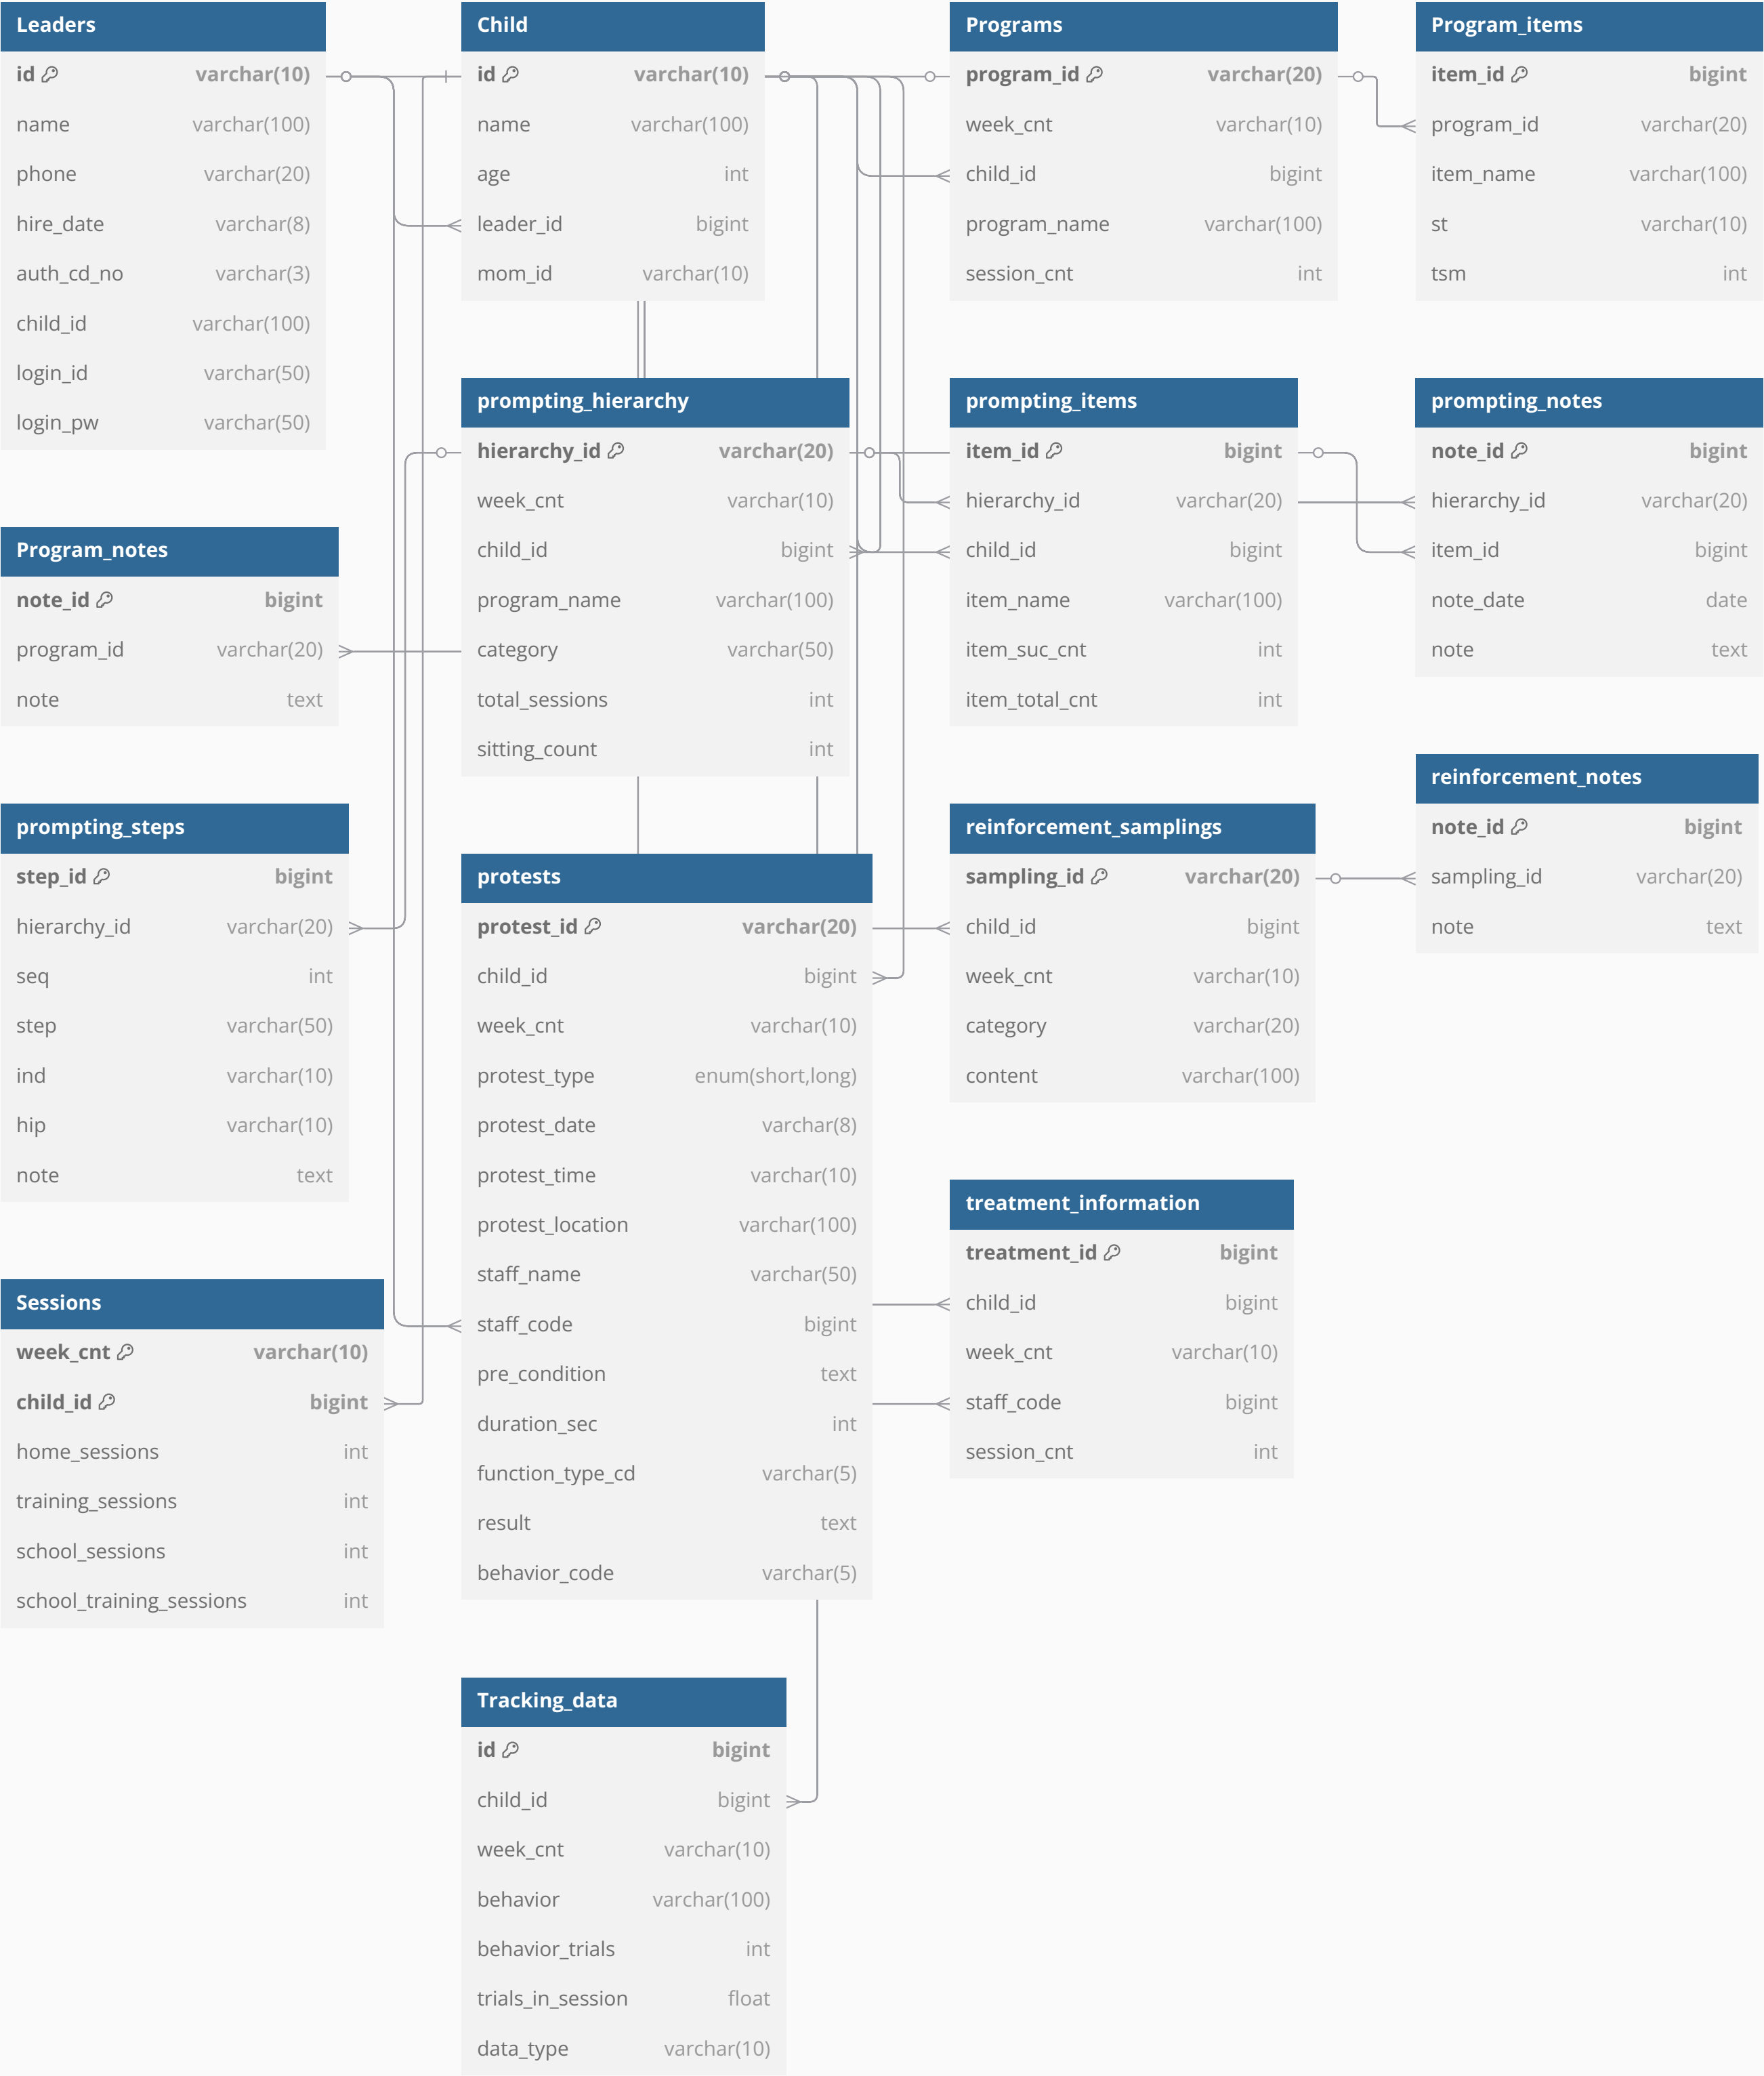 Leaders
id varchar(10)
name varchar(100)
phone varchar(20)
hire_date varchar(8)
auth_cd_no varchar(3)
child_id varchar(100)
login_id varchar(50)
login_pw varchar(50)
Child
id varchar(10)
name varchar(100)
age int
leader_id bigint
mom_id varchar(10)
Programs
program_id varchar(20)
week_cnt varchar(10)
child_id bigint
program_name varchar(100)
session_cnt int
Program_items
item_id bigint
program_id varchar(20)
item_name varchar(100)
st varchar(10)
tsm int
prompting_hierarchy
hierarchy_id varchar(20)
week_cnt varchar(10)
child_id bigint
program_name varchar(100)
category varchar(50)
total_sessions int
sitting_count int
prompting_items
item_id bigint
hierarchy_id varchar(20)
child_id bigint
item_name varchar(100)
item_suc_cnt int
item_total_cnt int
prompting_notes
note_id bigint
hierarchy_id varchar(20)
item_id bigint
note_date date
note text
Program_notes
note_id bigint
program_id varchar(20)
note text
prompting_steps
step_id bigint
hierarchy_id varchar(20)
seq int
step varchar(50)
ind varchar(10)
hip varchar(10)
note text
protests
protest_id varchar(20)
child_id bigint
week_cnt varchar(10)
protest_type enum(short,long)
protest_date varchar(8)
protest_time varchar(10)
protest_location varchar(100)
staff_name varchar(50)
staff_code bigint
pre_condition text
duration_sec int
function_type_cd varchar(5)
result text
behavior_code varchar(5)
reinforcement_samplings
sampling_id varchar(20)
child_id bigint
week_cnt varchar(10)
category varchar(20)
content varchar(100)
reinforcement_notes
note_id bigint
sampling_id varchar(20)
note text
treatment_information
treatment_id bigint
child_id bigint
week_cnt varchar(10)
staff_code bigint
session_cnt int
Sessions
week_cnt varchar(10)
child_id bigint
home_sessions int
training_sessions int
school_sessions int
school_training_sessions int
Tracking_data
id bigint
child_id bigint
week_cnt varchar(10)
behavior varchar(100)
behavior_trials int
trials_in_session float
data_type varchar(10)